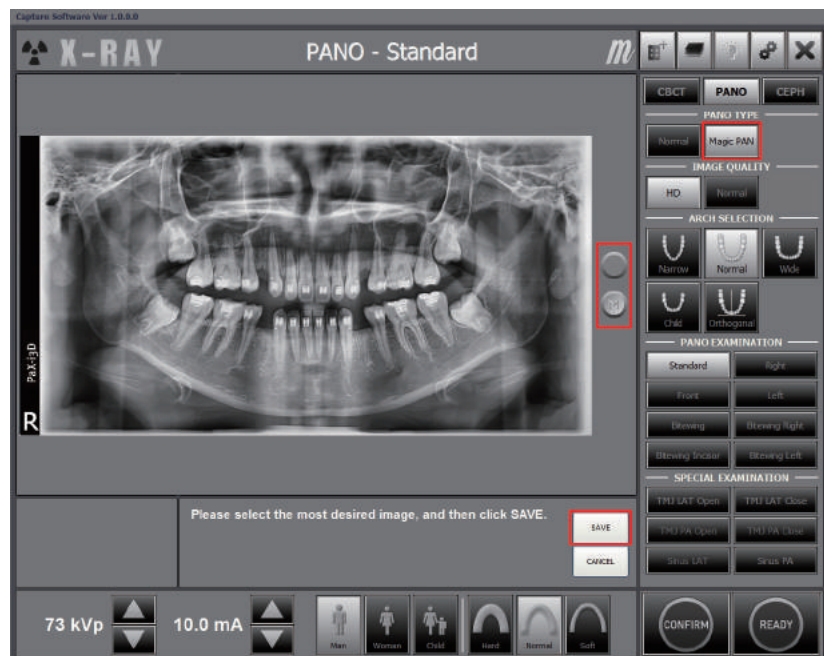 Capture Software Ver 1.0.0.0
X-RAY
PANO - Standard
m
CBCT PANO CEPH
PANO TYPE
Normal Magic PAN
IMAGE QUALITY
HD Normal
ARCH SELECTION
Narrow Normal Wide
Child Orthogonal
PANO EXAMINATION
Standard Right
Front Left
Bitewing Bitewing Right
Bitewing Incisor Bitewing Left
SPECIAL EXAMINATION
TMJ LAT Open TMJ LAT Close
TMJ PA Open TMJ PA Close
Sinus LAT Sinus PA
PaX-i3D
R
M
Please select the most desired image, and then click SAVE.
SAVE
CANCEL
73 kVp 10.0 mA
Man Woman Child Hard Normal Soft
CONFIRM READY